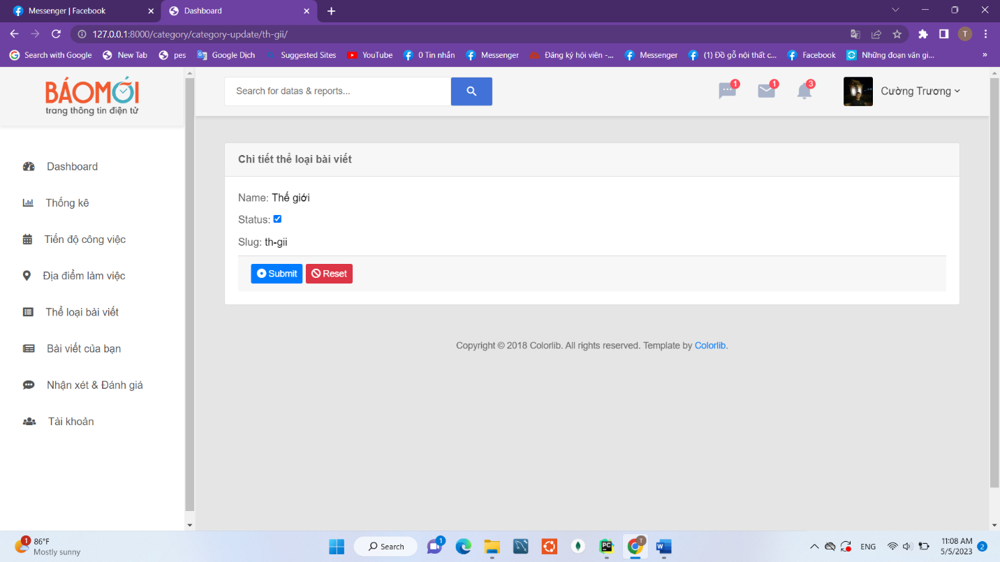 Messenger | Facebook
Dashboard
127.0.0.1:8000/category/category-update/th-gii/
T
Search with Google
New Tab
pes
Google Dịch
Suggested Sites
YouTube
0 Tin nhắn
Messenger
Đăng ký hội viên -...
Messenger
(1) Đồ gỗ nội thất c...
Facebook
Những đoạn văn gi...
»
BÁOMỚI
trang thông tin điện tử
Search for datas & reports...
1
1
3
Cường Trương
Dashboard
Thống kê
Tiến độ công việc
Địa điểm làm việc
Thể loại bài viết
Bài viết của bạn
Nhận xét & Đánh giá
Tài khoản
Chi tiết thể loại bài viết
Name: Thế giới
Status:
Slug: th-gii
Submit Reset
Copyright © 2018 Colorlib. All rights reserved. Template by Colorlib.
1
86°F
Mostly sunny
Search
1
PC
T
W
ENG
11:08 AM
5/5/2023
2